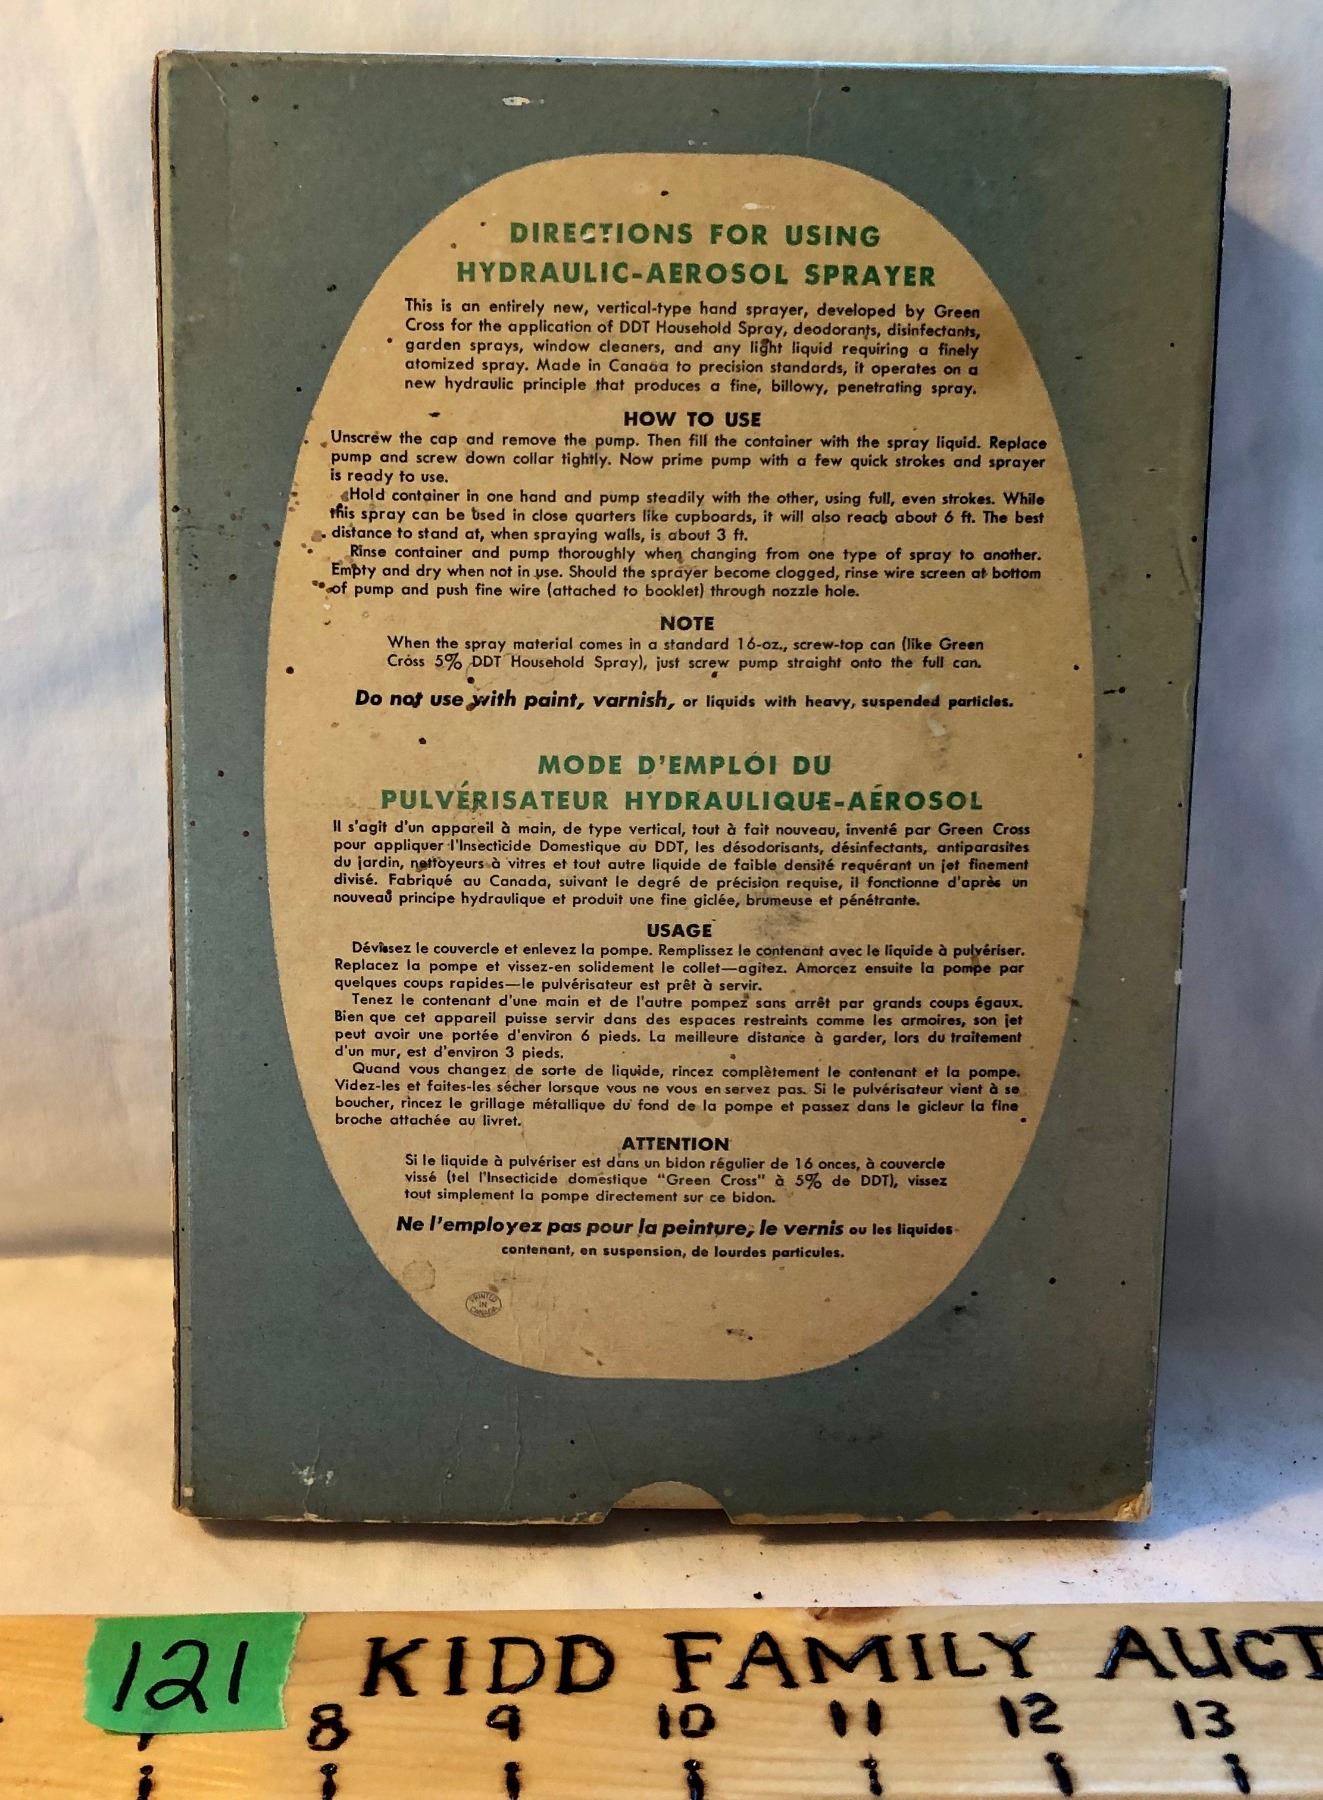 DIRECTIONS FOR USING
HYDRAULIC-AEROSOL SPRAYER
This is an entirely new, vertical-type hand sprayer, developed by Green
Cross for the application of DDT Household Spray, deodorants, disinfectants,
garden sprays, window cleaners, and any light liquid requiring a finely
atomized spray. Made in Canada to precision standards, it operates on a
new hydraulic principle that produces a fine, billowy, penetrating spray.
HOW TO USE
Unscrew the cap and remove the pump. Then fill the container with the spray liquid. Replace
pump and screw down collar tightly. Now prime pump with a few quick strokes and sprayer
is ready to use.
Hold container in one hand and pump steadily with the other, using full, even strokes. While
this spray can be used in close quarters like cupboards, it will also reach about 6 ft. The best
distance to stand at, when spraying walls, is about 3 ft.
Rinse container and pump thoroughly when changing from one type of spray to another.
Empty and dry when not in use. Should the sprayer become clogged, rinse wire screen at bottom
of pump and push fine wire (attached to booklet) through nozzle hole.
NOTE
When the spray material comes in a standard 16-oz., screw-top can (like Green
Cross 5% DDT Household Spray), just screw pump straight onto the full can.
Do not use with paint, varnish, or liquids with heavy, suspended particles.
MODE D'EMPLOI DU
PULVÉRISATEUR HYDRAULIQUE-AÉROSOL
Il s'agit d'un appareil à main, de type vertical, tout à fait nouveau, inventé par Green Cross
pour appliquer l'Insecticide Domestique au DDT, les désodorisants, désinfectants, antiparasites
du jardin, nettoyeurs à vitres et tout autre liquide de faible densité requérant un jet finement
divisé. Fabriqué au Canada, suivant le degré de précision requise, il fonctionne d'après un
nouveau principe hydraulique et produit une fine giclée, brumeuse et pénétrante.
USAGE
Dévissez le couvercle et enlevez la pompe. Remplissez le contenant avec le liquide à pulvériser.
Replacez la pompe et vissez-en solidement le collet—agitez. Amorcez ensuite la pompe par
quelques coups rapides—le pulvérisateur est prêt à servir.
Tenez le contenant d'une main et de l'autre pompez sans arrêt par grands coups égaux.
Bien que cet appareil puisse servir dans des espaces restreints comme les armoires, son jet
peut avoir une portée d'environ 6 pieds. La meilleure distance à garder, lors du traitement
d'un mur, est d'environ 3 pieds.
Quand vous changez de sorte de liquide, rincez complètement le contenant et la pompe.
Videz-les et faites-les sécher lorsque vous ne vous en servez pas. Si le pulvérisateur vient à se
boucher, rincez le grillage métallique du fond de la pompe et passez dans le gicleur la fine
broche attachée au livret.
ATTENTION
Si le liquide à pulvériser est dans un bidon régulier de 16 onces, à couvercle
vissé (tel l'Insecticide domestique "Green Cross" à 5% de DDT), vissez
tout simplement la pompe directement sur ce bidon.
Ne l'employez pas pour la peinture, le vernis ou les liquides
contenant, en suspension, de lourdes particules.
PRINTED
IN
CANADA
121 KIDD FAMILY AUCT
8 9 10 11 12 13